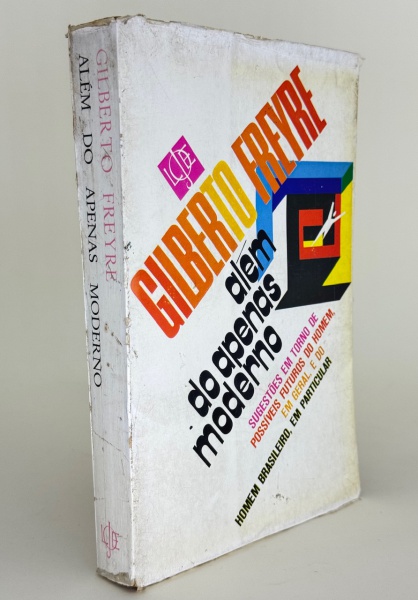 GILBERTO FREYRE
ALÉM DO APENAS MODERNO
GILBERTO FREYRE
além
do apenas
moderno
SUGESTÕES EM TORNO DE
POSSÍVEIS FUTUROS DO HOMEM,
EM GERAL E DO
HOMEM BRASILEIRO, EM PARTICULAR